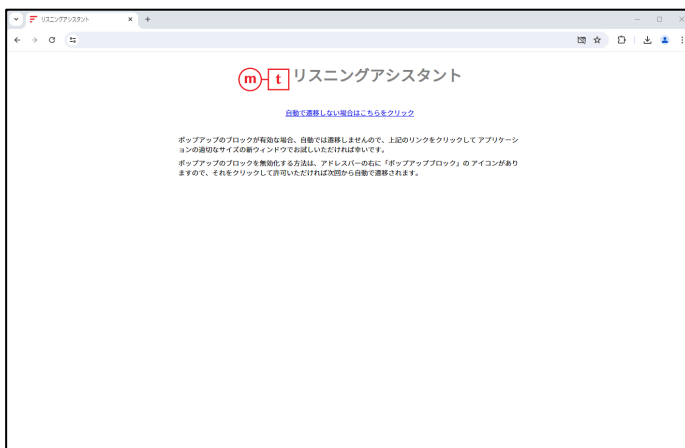 リスニングアシスタント
m t リスニングアシスタント
自動で遷移しない場合はこちらをクリック
ポップアップのブロックが有効な場合、自動では遷移しませんので、上記のリンクをクリックして アプリケーシ
ョンの適切なサイズの新ウィンドウでお試しいただければ幸いです。
ポップアップのブロックを無効化する方法は、アドレスバーの右に「ポップアップブロック」の アイコンがあり
ますので、それをクリックして許可いただければ次回から自動で遷移されます。